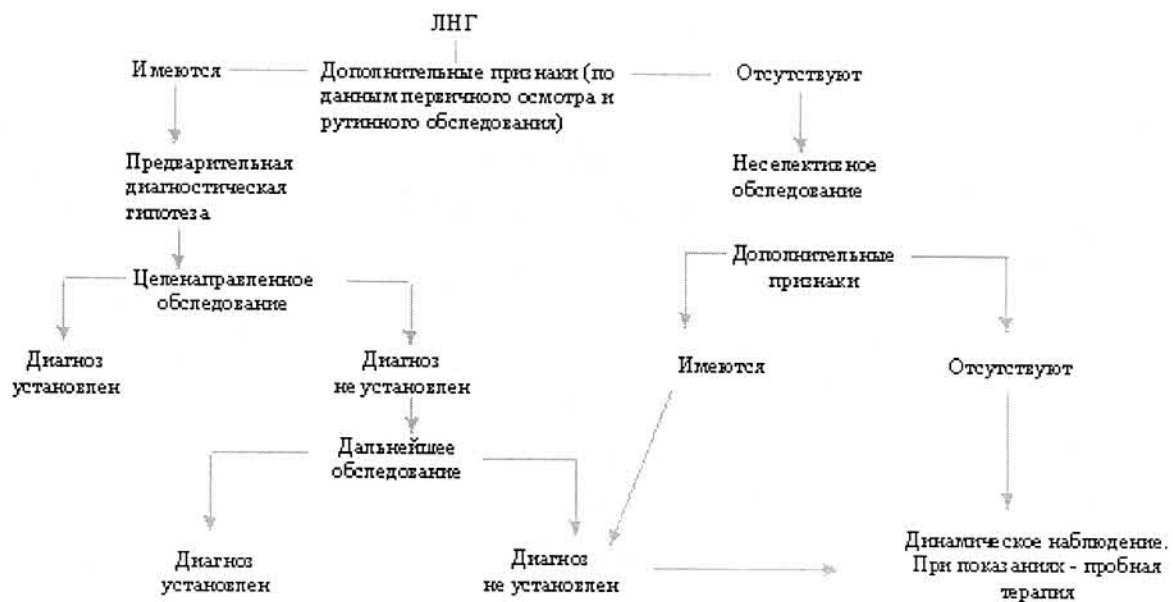 ЛНГ
Имеются
Дополнительные признаки (по
данным первичного осмотра и
рутинного обследования)
Отсутствуют
Предварительная
диагностическая
гипотеза
Неселективное
обследование
Целенаправленное
обследование
Дополнительные
признаки
Диагноз
установлен
Диагноз
не установлен
Имеются
Отсутствуют
Дальнейшее
обследование
Диагноз
установлен
Диагноз
не установлен
Динамическое наблюдение.
При показаниях - пробная
терапия